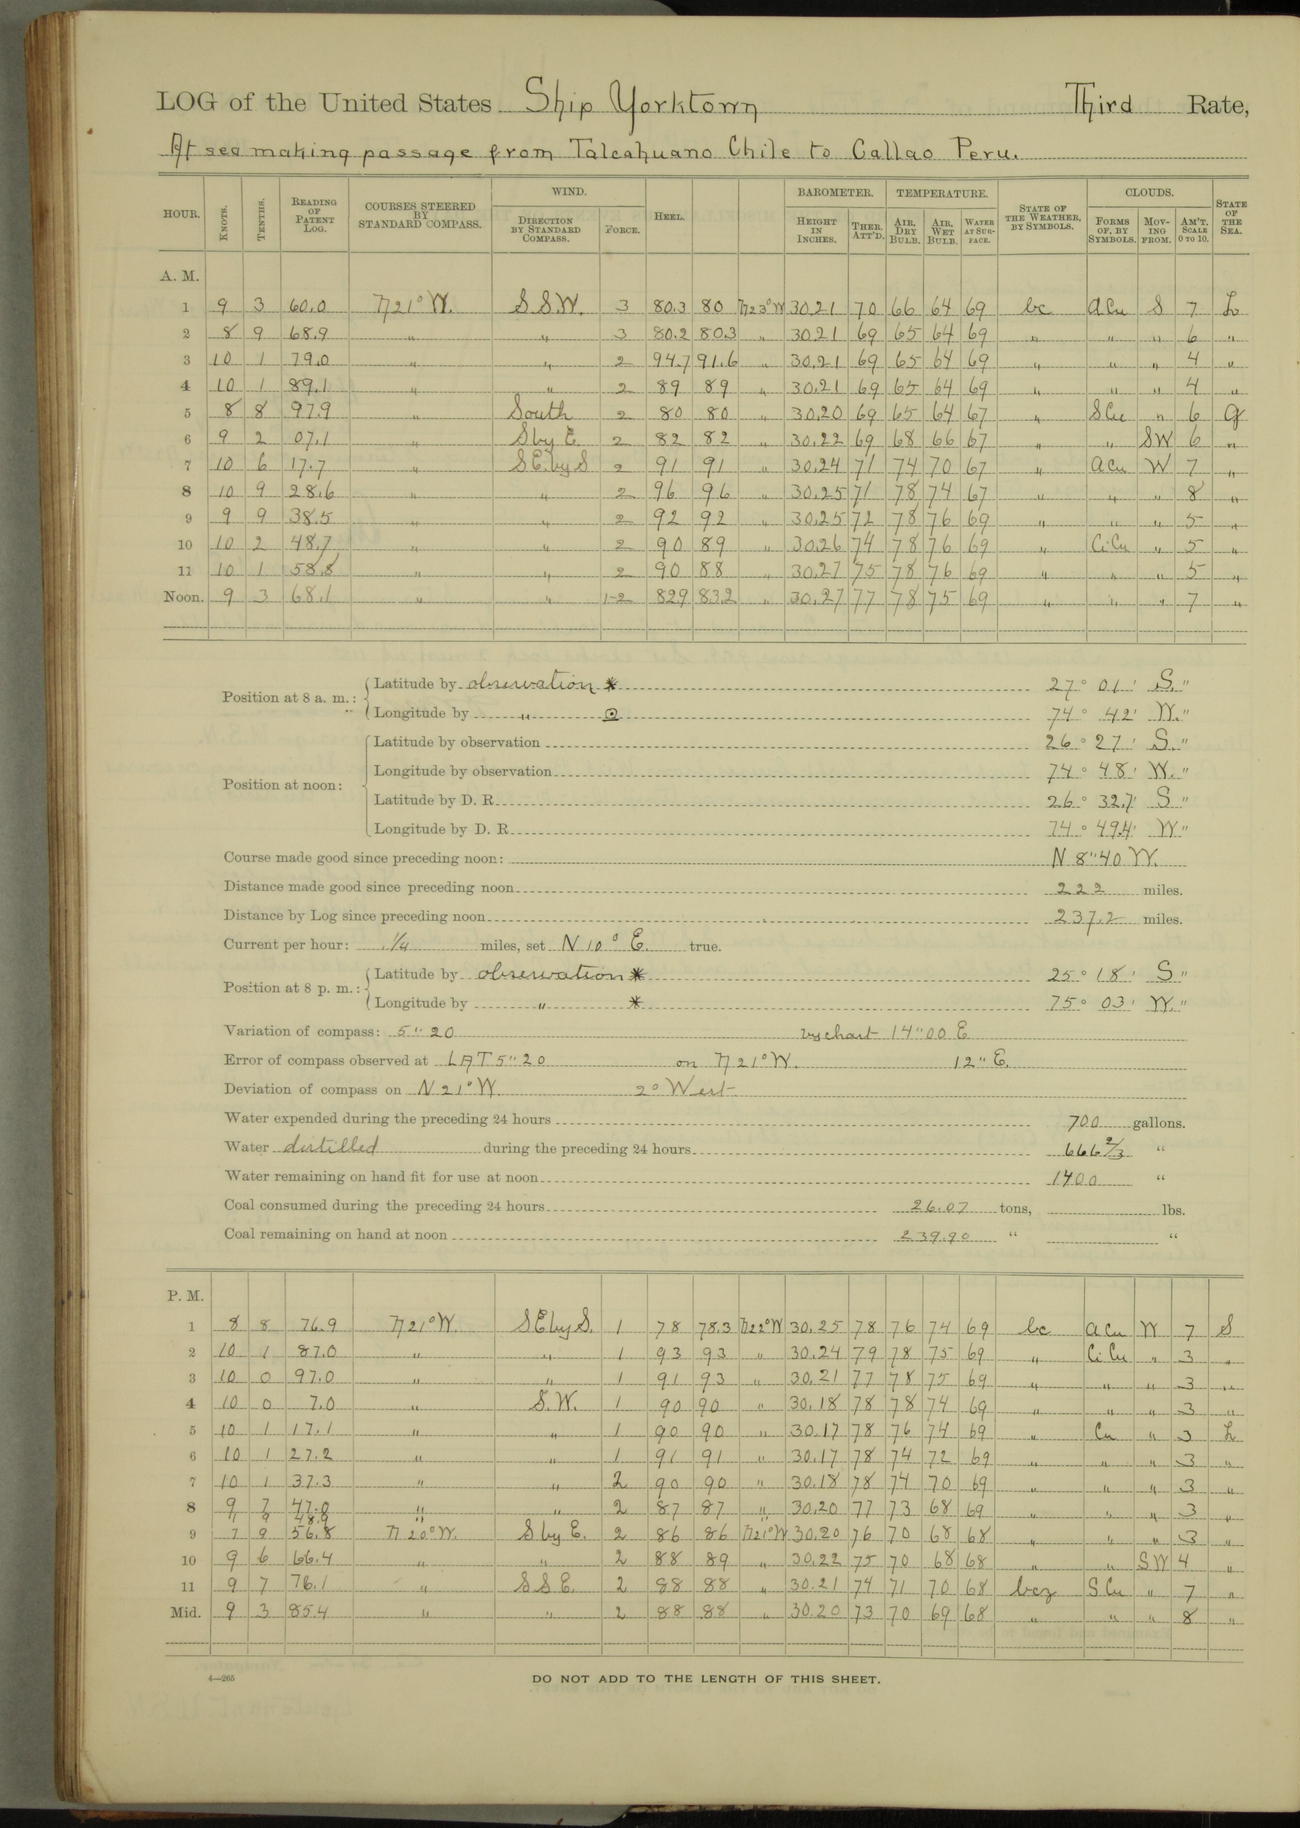 LOG of the United States Ship Yorktown Third Rate,
At sea making passage from Talcahuano Chile to Callao Peru.
HOUR. KNOTS. TENTHS. READING OF PATENT LOG. COURSES STEERED BY STANDARD COMPASS. WIND. DIRECTION BY STANDARD COMPASS. FORCE. HEEL. BAROMETER. HEIGHT IN INCHES. THER. ATT'D. TEMPERATURE. AIR, DRY BULB. AIR, WET BULB. WATER AT SURFACE. STATE OF THE WEATHER, BY SYMBOLS. CLOUDS. FORMS OF, BY SYMBOLS. MOVING FROM. AM'T. SCALE 0 TO 10. STATE OF THE SEA.
A. M.
1 9 3 60.0 N21°W. SSW. 3 80.3 80 N23°W 30.21 70 66 64 69 bc aCu S 7 L
2 8 9 68.9 " " 3 80.2 80.3 " 30.21 69 65 64 69 " " " 6 "
3 10 1 79.0 " " 2 94.7 91.6 " 30.21 69 65 64 69 " " " 4 "
4 10 1 89.1 " " 2 89 89 " 30.21 69 65 64 69 " " " 4 "
5 8 8 97.9 " South 2 80 80 " 30.20 69 65 64 67 " SCu " 6 G
6 9 2 07.1 " S by E. 2 82 82 " 30.22 69 68 66 67 " " SW 6 "
7 10 6 17.7 " SE. by S 2 91 91 " 30.24 71 74 70 67 " aCu W 7 "
8 10 9 28.6 " " 2 96 96 " 30.25 71 78 74 67 " " " 8 "
9 9 9 38.5 " " 2 92 92 " 30.25 72 78 76 69 " " " 5 "
10 10 2 48.7 " " 2 90 89 " 30.26 74 78 76 69 " CiCu " 5 "
11 10 1 58.8 " " 2 90 88 " 30.27 75 78 76 69 " " " 5 "
Noon. 9 3 68.1 " " 1-2 82.9 83.2 " 30.27 77 78 75 69 " " " 7 "
Position at 8 a. m.: Latitude by observation * 27° 01' S. "
Longitude by " ☉ 74° 42' W. "
Position at noon: Latitude by observation 26° 27' S. "
Longitude by observation 74° 48' W. "
Latitude by D. R. 26° 32.7' S "
Longitude by D. R. 74° 49.4' W "
Course made good since preceding noon: N 8" 40 W.
Distance made good since preceding noon 222 miles.
Distance by Log since preceding noon 237.2 miles.
Current per hour: 1/4 miles, set N 10° E. true.
Position at 8 p. m.: Latitude by observation * 25° 18' S "
Longitude by " * 75° 03' W. "
Variation of compass: 5" 20 by chart 14" 00 E
Error of compass observed at LAT 5" 20 on N 21° W. 12" E.
Deviation of compass on N 21° W. 2° West
Water expended during the preceding 24 hours 700 gallons.
Water distilled during the preceding 24 hours 666 2/3 "
Water remaining on hand fit for use at noon 1400 "
Coal consumed during the preceding 24 hours 26.07 tons, lbs.
Coal remaining on hand at noon 239.90 " "
P. M.
1 8 8 76.9 N21°W. SE by S. 1 78 78.3 N22°W 30.25 78 76 74 69 bc aCu W 7 S
2 10 1 87.0 " " 1 93 93 " 30.24 79 78 75 69 " CiCu " 3 "
3 10 0 97.0 " " 1 91 93 " 30.21 77 78 75 69 " " " 3 "
4 10 0 7.0 " S.W. 1 90 90 " 30.18 78 78 74 69 " " " 3 "
5 10 1 17.1 " " 1 90 90 " 30.17 78 76 74 69 " Cu " 3 L
6 10 1 27.2 " " 1 91 91 " 30.17 78 74 72 69 " " " 3 "
7 10 1 37.3 " " 2 90 90 " 30.18 78 74 70 69 " " " 3 "
8 9 7 47.0 " " 2 87 87 " 30.20 77 73 68 69 " " " 3 "
1 9 48.9 "
9 7 9 56.8 N 20°W. S by E. 2 86 86 N21°W 30.20 76 70 68 68 " " " 3 "
10 9 6 66.4 " " 2 88 89 " 30.22 75 70 68 68 " " SW 4 "
11 9 7 76.1 " SSE. 2 88 88 " 30.21 74 71 70 68 bcz SCu " 7 "
Mid. 9 3 85.4 " " 2 88 88 " 30.20 73 70 69 68 " " " 8 "
4—265
DO NOT ADD TO THE LENGTH OF THIS SHEET.